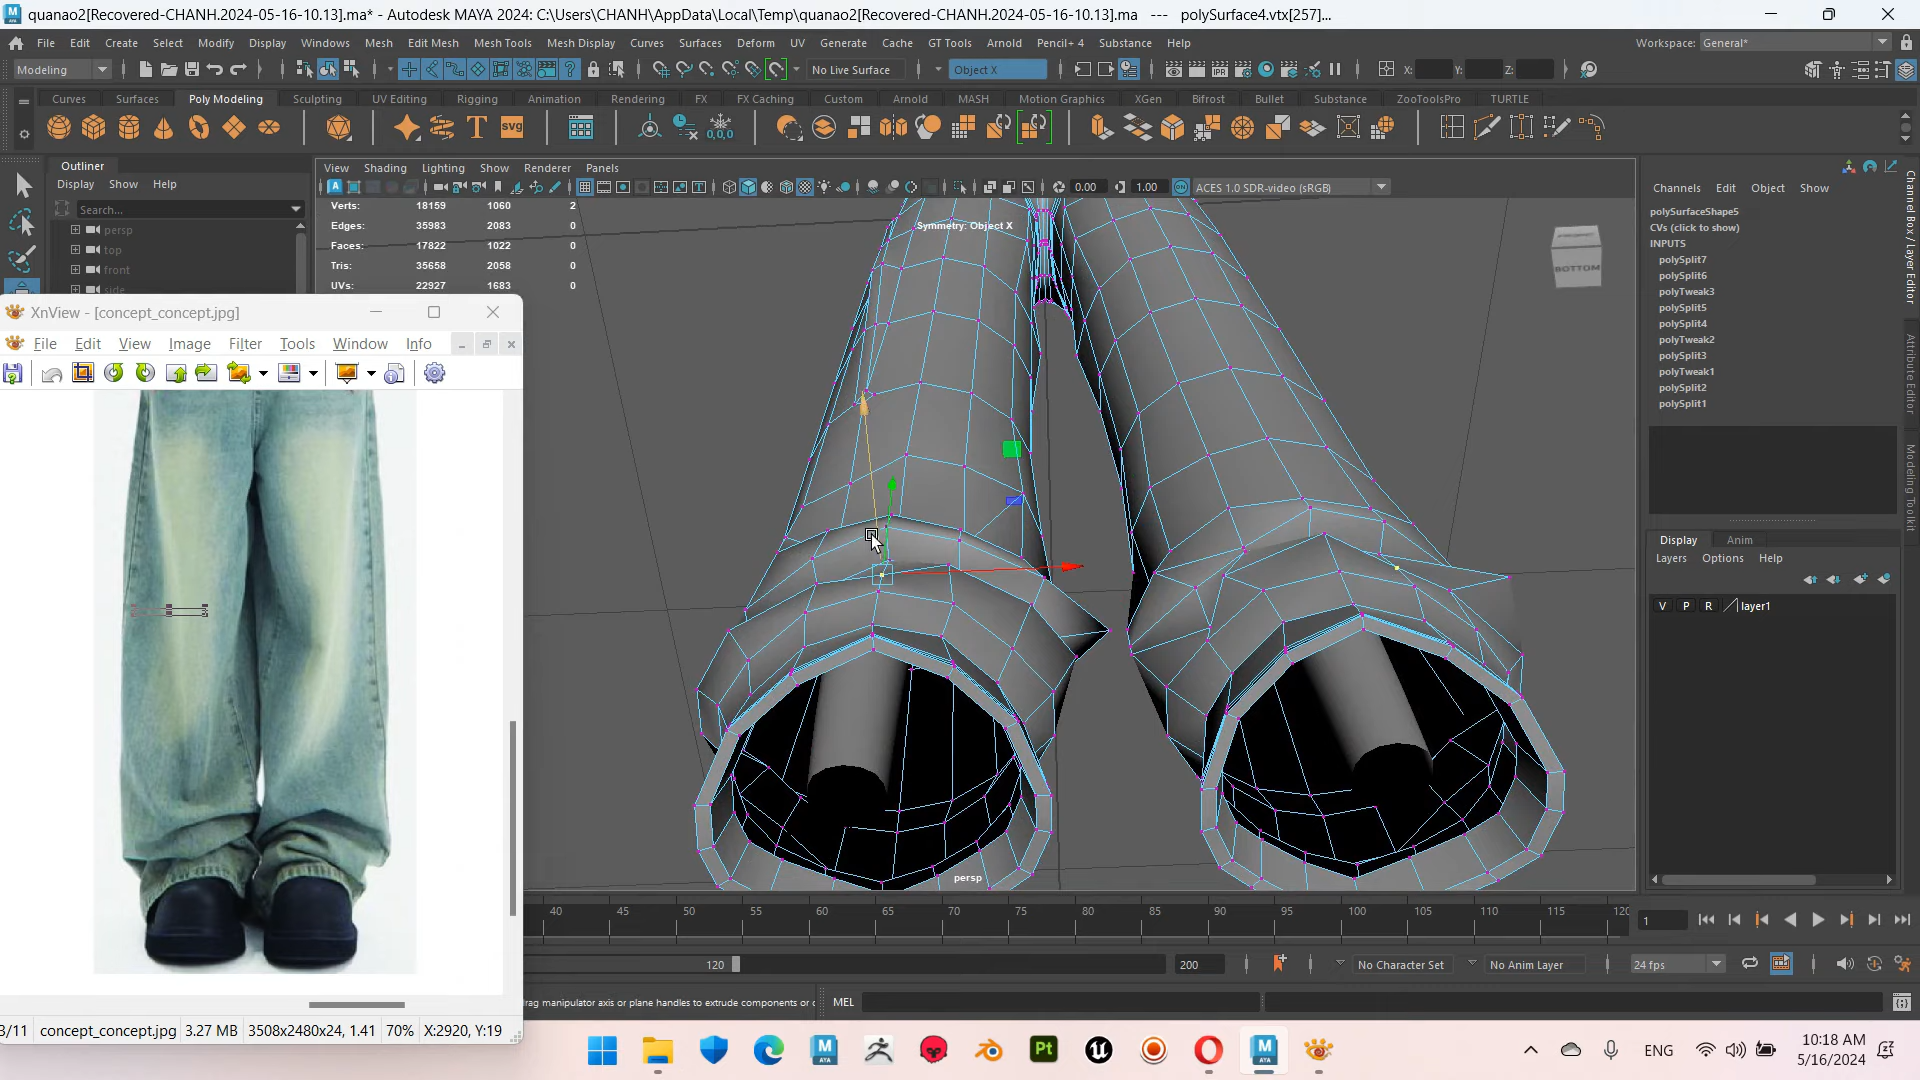 quanao2[Recovered-CHANH.2024-05-16-10.13].ma* - Autodesk MAYA 2024: C:\Users\CHANH\AppData\Local\Temp\quanao2[Recovered-CHANH.2024-05-16-10.13].ma --- polySurface4.vtx[257]...
File Edit Create Select Modify Display Windows Mesh Edit Mesh Mesh Tools Mesh Display Curves Surfaces Deform UV Generate Cache GT Tools Arnold Pencil+ 4 Substance Help
Workspace: General*
Modeling No Live Surface Object X X: Y: Z:
Curves Surfaces Poly Modeling Sculpting UV Editing Rigging Animation Rendering FX FX Caching Custom Arnold MASH Motion Graphics XGen Bifrost Bullet Substance ZooToolsPro TURTLE
Outliner
Display Show Help
Search...
persp
top
front
side
View Shading Lighting Show Renderer Panels
0.00 1.00 ACES 1.0 SDR-video (sRGB)
Verts: 18159 1060 2
Edges: 35983 2083 0
Faces: 17822 1022 0
Tris: 35658 2058 0
UVs: 22927 1683 0
Symmetry: Object X
BOTTOM
persp
Channels Edit Object Show
polySurfaceShape5
CVs (click to show)
INPUTS
polySplit7
polySplit6
polyTweak3
polySplit5
polySplit4
polyTweak2
polySplit3
polyTweak1
polySplit2
polySplit1
Channel Box / Layer Editor
Attribute Editor
Modeling Toolkit
Display Anim
Layers Options Help
V P R layer1
XnView - [concept_concept.jpg]
File Edit View Image Filter Tools Window Info
3/11 concept_concept.jpg 3.27 MB 3508x2480x24, 1.41 70% X:2920, Y:19
40 45 50 55 60 65 70 75 80 85 90 95 100 105 110 115 120
1
120 200 No Character Set No Anim Layer 24 fps
drag manipulator axis or plane handles to extrude components or c
MEL
ENG
10:18 AM
5/16/2024